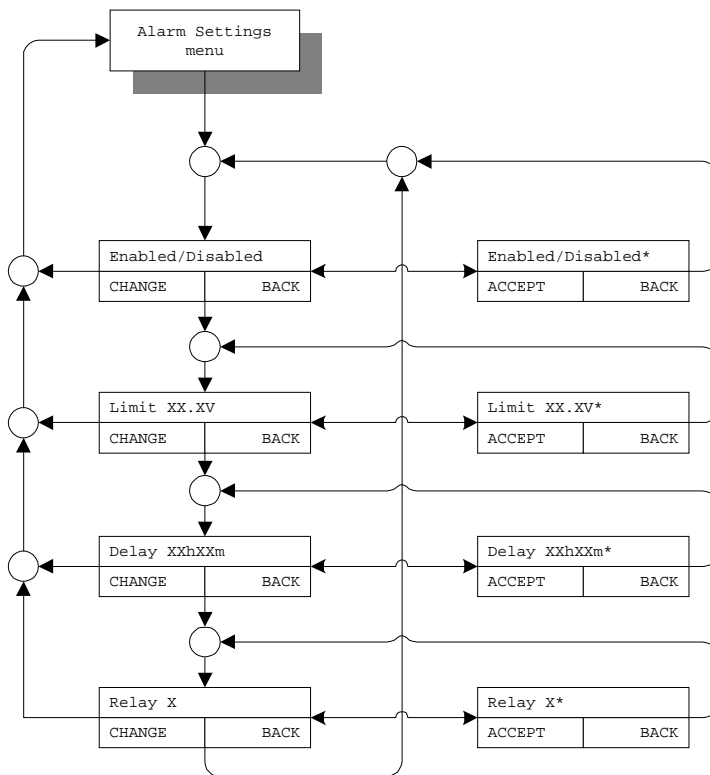 Alarm Settings
menu
Enabled/Disabled
CHANGE BACK
Enabled/Disabled*
ACCEPT BACK
Limit XX.XV
CHANGE BACK
Limit XX.XV*
ACCEPT BACK
Delay XXhXXm
CHANGE BACK
Delay XXhXXm*
ACCEPT BACK
Relay X
CHANGE BACK
Relay X*
ACCEPT BACK